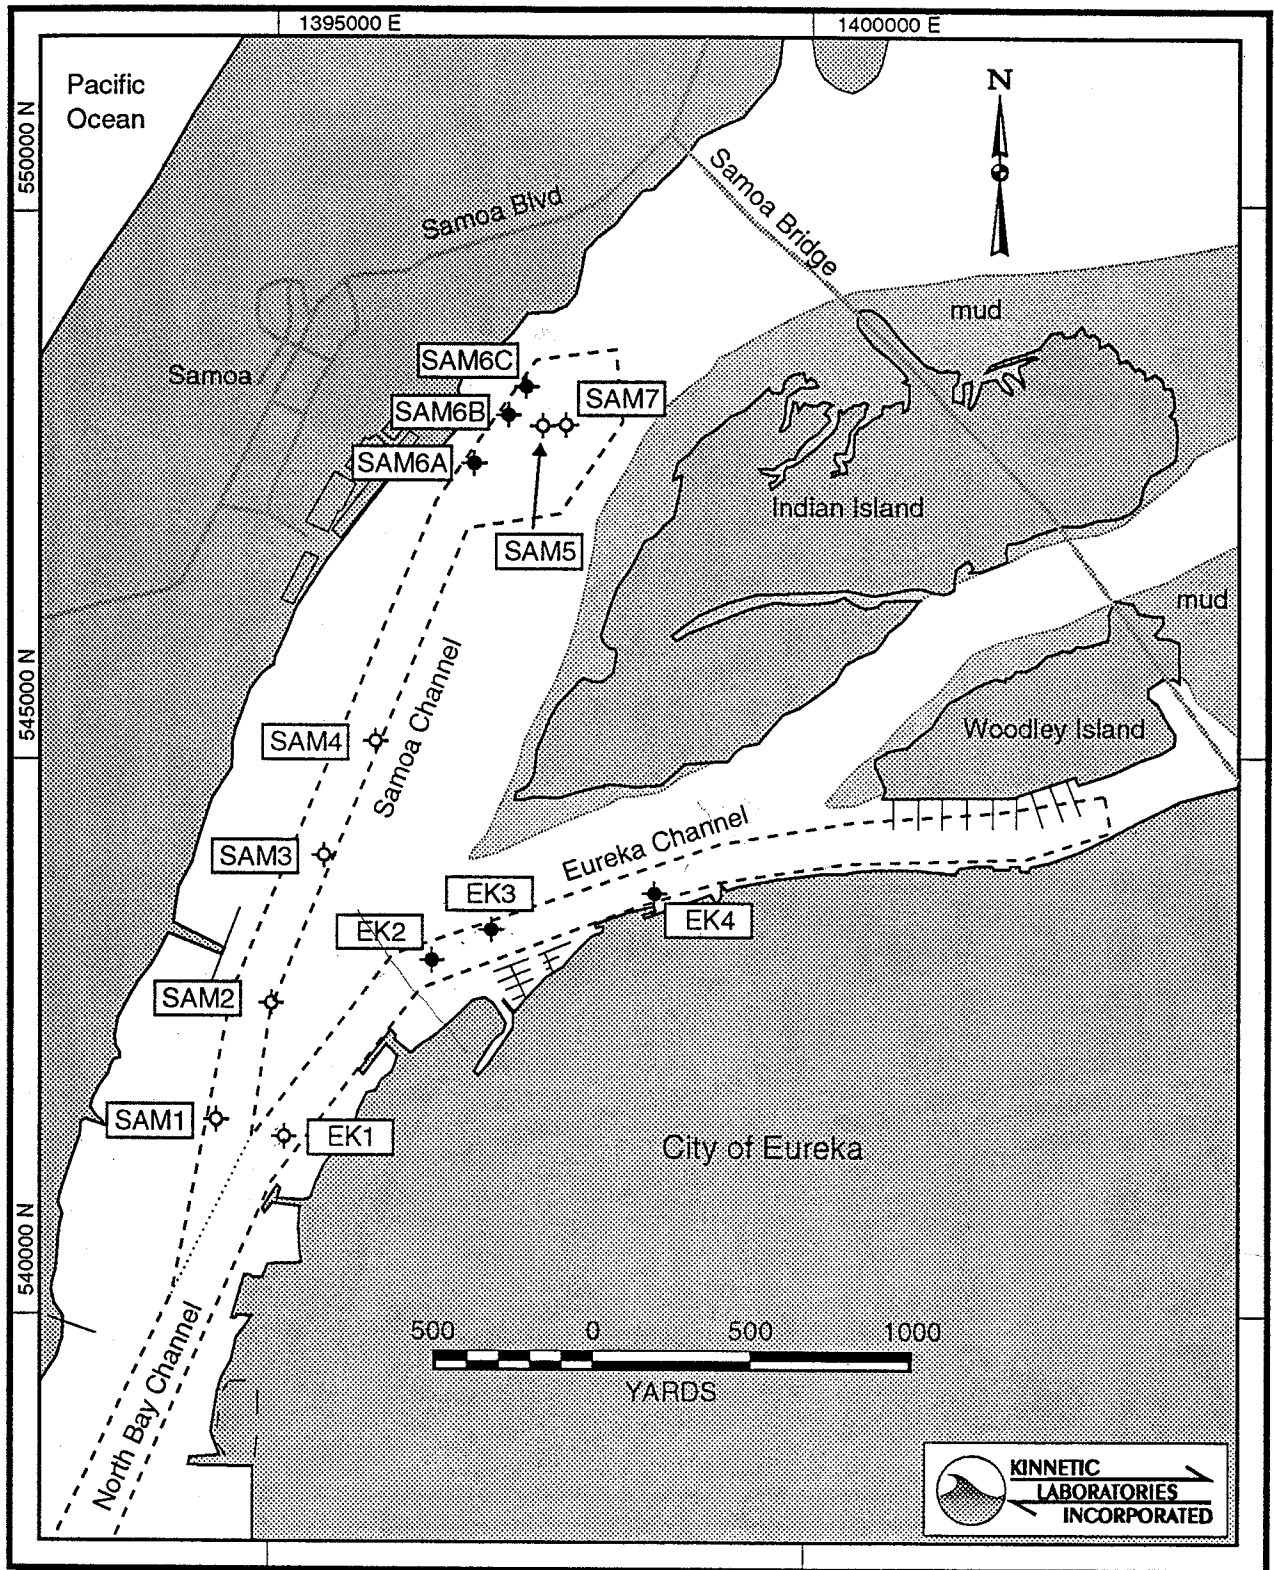 1395000 E
1400000 E
Pacific
Ocean
N
550000 N
Samoa Bridge
Samoa Blvd
mud
SAM6C
Samoa
SAM7
SAM6B
SAM6A
Indian Island
SAM5
mud
545000 N
Samoa Channel
SAM4
Woodley Island
Eureka Channel
SAM3
EK3
EK2
EK4
SAM2
SAM1
EK1
City of Eureka
540000 N
North Bay Channel
500 0 500 1000
YARDS
KINNETIC
LABORATORIES
INCORPORATED